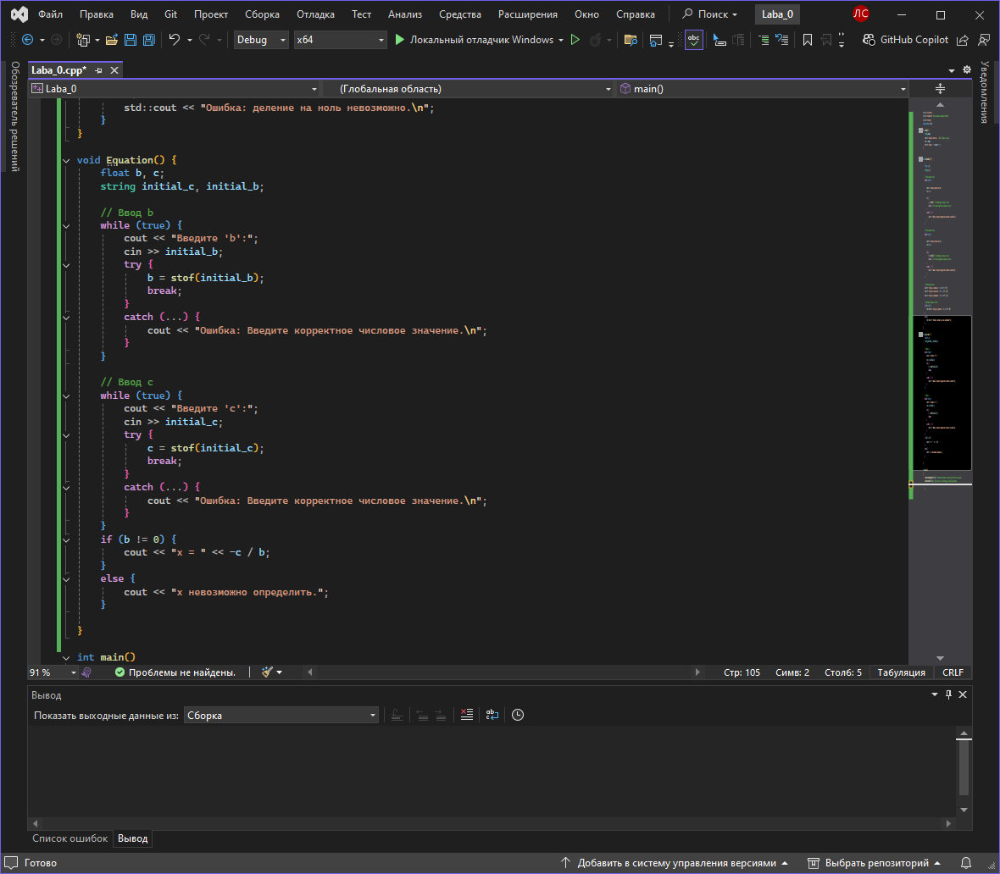 Файл Правка Вид Git Проект Сборка Отладка Тест Анализ Средства Расширения Окно Справка Поиск Laba_0 ЛС
Debug x64 Локальный отладчик Windows abc GitHub Copilot
Обозреватель решений
Laba_0.cpp*
Laba_0 (Глобальная область) main()
std::cout << "Ошибка: деление на ноль невозможно.\n";
}
}
void Equation() {
float b, c;
string initial_c, initial_b;
// Ввод b
while (true) {
cout << "Введите 'b':";
cin >> initial_b;
try {
b = stof(initial_b);
break;
}
catch (...) {
cout << "Ошибка: Введите корректное числовое значение.\n";
}
}
// Ввод c
while (true) {
cout << "Введите 'c':";
cin >> initial_c;
try {
c = stof(initial_c);
break;
}
catch (...) {
cout << "Ошибка: Введите корректное числовое значение.\n";
}
}
if (b != 0) {
cout << "x = " << -c / b;
}
else {
cout << "x невозможно определить.";
}
}
int main()
Уведомления
91 % Проблемы не найдены. Стр: 105 Симв: 2 Столб: 5 Табуляция CRLF
Вывод
Показать выходные данные из: Сборка
Список ошибок Вывод
Готово Добавить в систему управления версиями Выбрать репозиторий